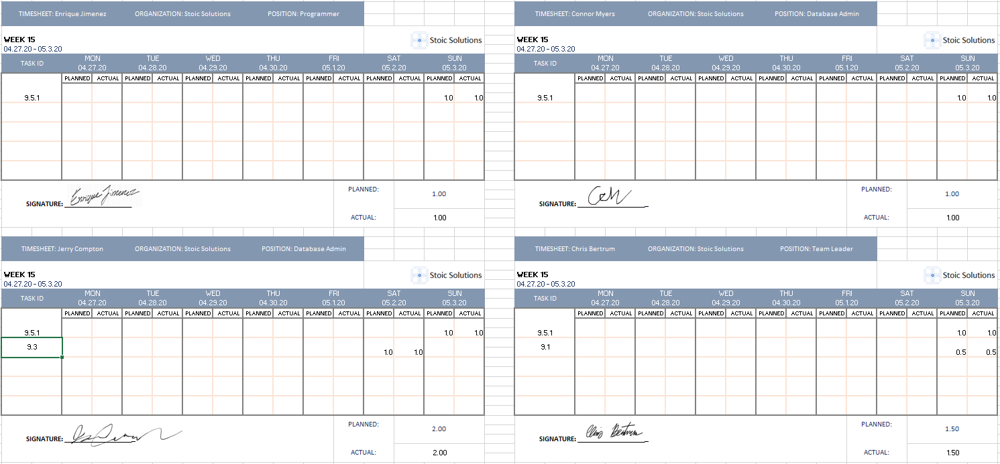 TIMESHEET: Enrique Jimenez ORGANIZATION: Stoic Solutions POSITION: Programmer
WEEK 15
04.27.20 - 05.3.20
Stoic Solutions
TASK ID MON TUE WED THU FRI SAT SUN
04.27.20 04.28.20 04.29.20 04.30.20 05.1.20 05.2.20 05.3.20
PLANNED ACTUAL PLANNED ACTUAL PLANNED ACTUAL PLANNED ACTUAL PLANNED ACTUAL PLANNED ACTUAL PLANNED ACTUAL
9.5.1 1.0 1.0
SIGNATURE: Enrique Jimenez
PLANNED: 1.00
ACTUAL: 1.00
TIMESHEET: Connor Myers ORGANIZATION: Stoic Solutions POSITION: Database Admin
WEEK 15
04.27.20 - 05.3.20
Stoic Solutions
TASK ID MON TUE WED THU FRI SAT SUN
04.27.20 04.28.20 04.29.20 04.30.20 05.1.20 05.2.20 05.3.20
PLANNED ACTUAL PLANNED ACTUAL PLANNED ACTUAL PLANNED ACTUAL PLANNED ACTUAL PLANNED ACTUAL PLANNED ACTUAL
9.5.1 1.0 1.0
SIGNATURE:
PLANNED: 1.00
ACTUAL: 1.00
TIMESHEET: Jerry Compton ORGANIZATION: Stoic Solutions POSITION: Database Admin
WEEK 15
04.27.20 - 05.3.20
Stoic Solutions
TASK ID MON TUE WED THU FRI SAT SUN
04.27.20 04.28.20 04.29.20 04.30.20 05.1.20 05.2.20 05.3.20
PLANNED ACTUAL PLANNED ACTUAL PLANNED ACTUAL PLANNED ACTUAL PLANNED ACTUAL PLANNED ACTUAL PLANNED ACTUAL
9.5.1 1.0 1.0
9.3 1.0 1.0
SIGNATURE:
PLANNED: 2.00
ACTUAL: 2.00
TIMESHEET: Chris Bertrum ORGANIZATION: Stoic Solutions POSITION: Team Leader
WEEK 15
04.27.20 - 05.3.20
Stoic Solutions
TASK ID MON TUE WED THU FRI SAT SUN
04.27.20 04.28.20 04.29.20 04.30.20 05.1.20 05.2.20 05.3.20
PLANNED ACTUAL PLANNED ACTUAL PLANNED ACTUAL PLANNED ACTUAL PLANNED ACTUAL PLANNED ACTUAL PLANNED ACTUAL
9.5.1 1.0 1.0
9.1 0.5 0.5
SIGNATURE: Chris Bertrum
PLANNED: 1.50
ACTUAL: 1.50